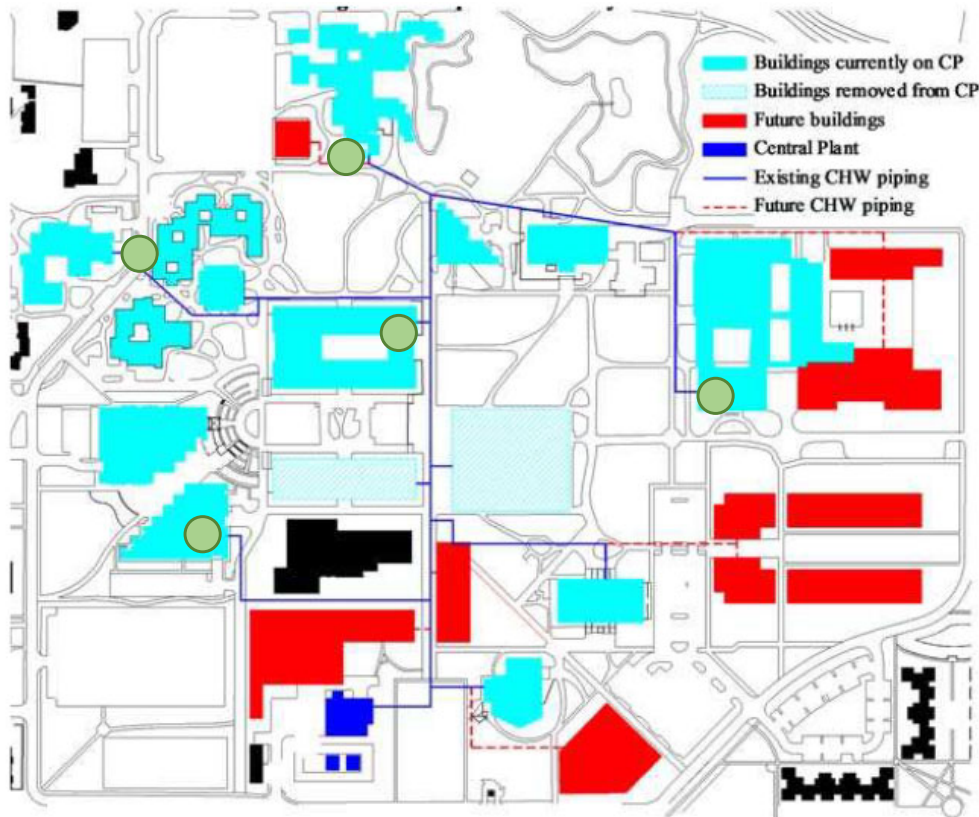 Buildings currently on CP
Buildings removed from CP
Future buildings
Central Plant
Existing CHW piping
Future CHW piping